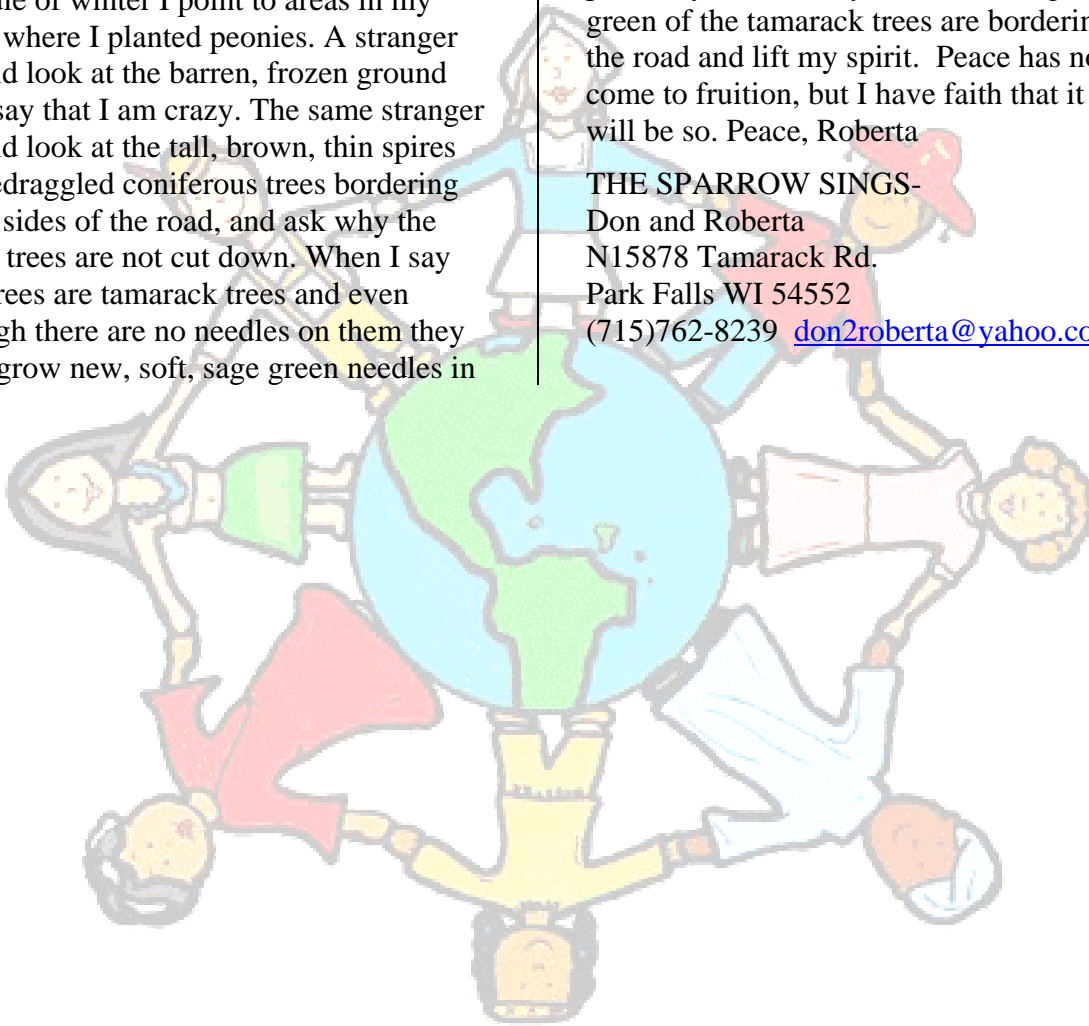 of winter I point to areas in my
where I planted peonies. A stranger
d look at the barren, frozen ground
say that I am crazy. The same stranger
d look at the tall, brown, thin spires
edraggled coniferous trees bordering
sides of the road, and ask why the
trees are not cut down. When I say
rees are tamarack trees and even
gh there are no needles on them they
grow new, soft, sage green needles in
green of the tamarack trees are borderin
the road and lift my spirit. Peace has no
come to fruition, but I have faith that it
will be so. Peace, Roberta
THE SPARROW SINGS-
Don and Roberta
N15878 Tamarack Rd.
Park Falls WI 54552
(715)762-8239 don2roberta@yahoo.co